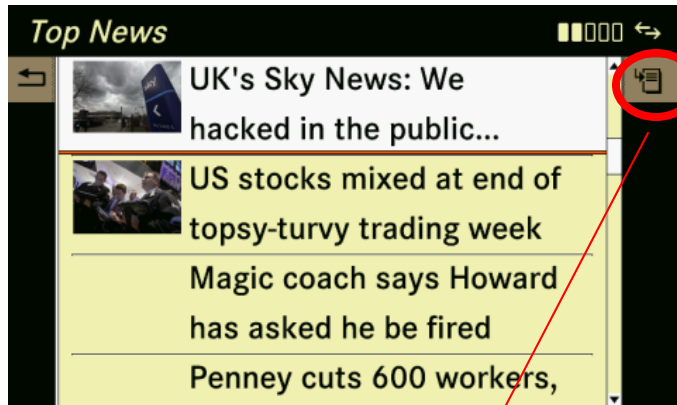 Top News
UK's Sky News: We
hacked in the public...
US stocks mixed at end of
topsy-turvy trading week
Magic coach says Howard
has asked he be fired
Penney cuts 600 workers,